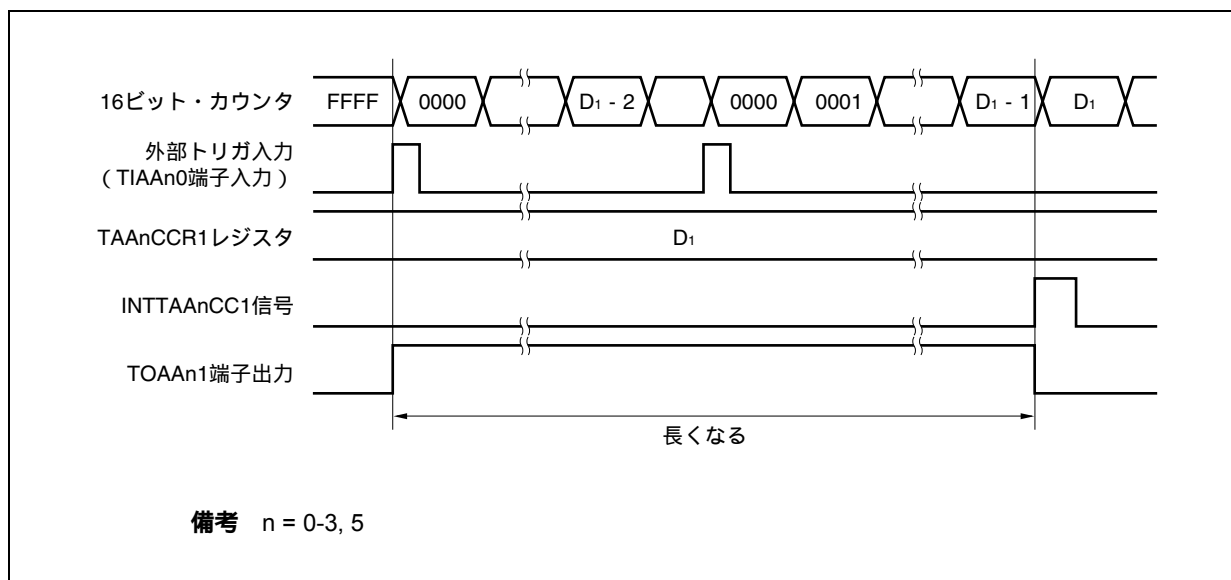 16ビット・カウンタ FFFF 0000 D₁ - 2 0000 0001 D₁ - 1 D₁
外部トリガ入力
（TIAAn0端子入力）
TAAnCCR1レジスタ D₁
INTTAAnCC1信号
TOAAn1端子出力
長くなる
備考 n = 0-3, 5